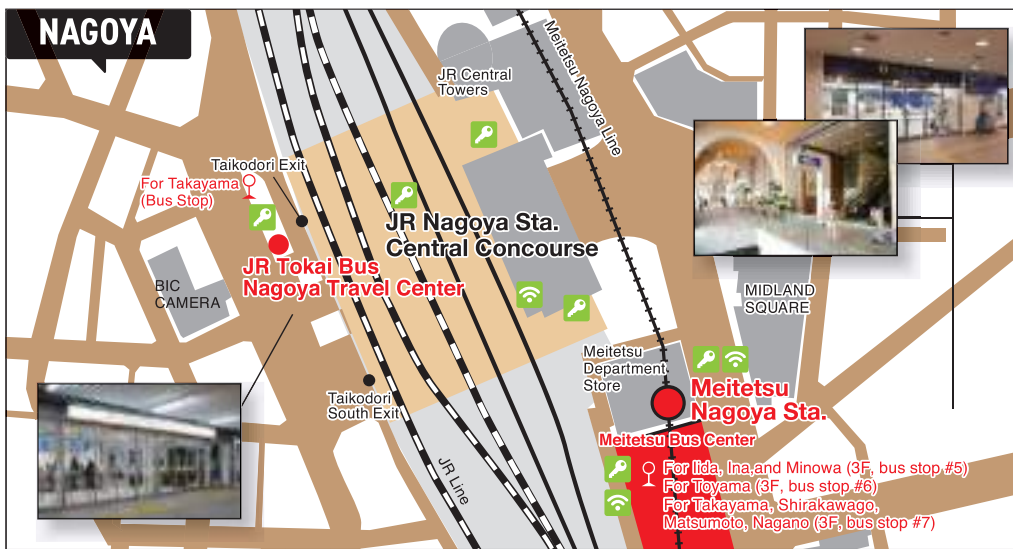 NAGOYA
JR Central
Towers
Meitetsu Nagoya Line
Taikodori Exit
For Takayama
(Bus Stop)
JR Nagoya Sta.
Central Concourse
JR Tokai Bus
Nagoya Travel Center
BIC
CAMERA
MIDLAND
SQUARE
Meitetsu
Department
Store
Taikodori
South Exit
Meitetsu
Nagoya Sta.
Meitetsu Bus Center
JR Line
For Iida, Ina,and Minowa (3F, bus stop #5)
For Toyama (3F, bus stop #6)
For Takayama, Shirakawago,
Matsumoto, Nagano (3F, bus stop #7)